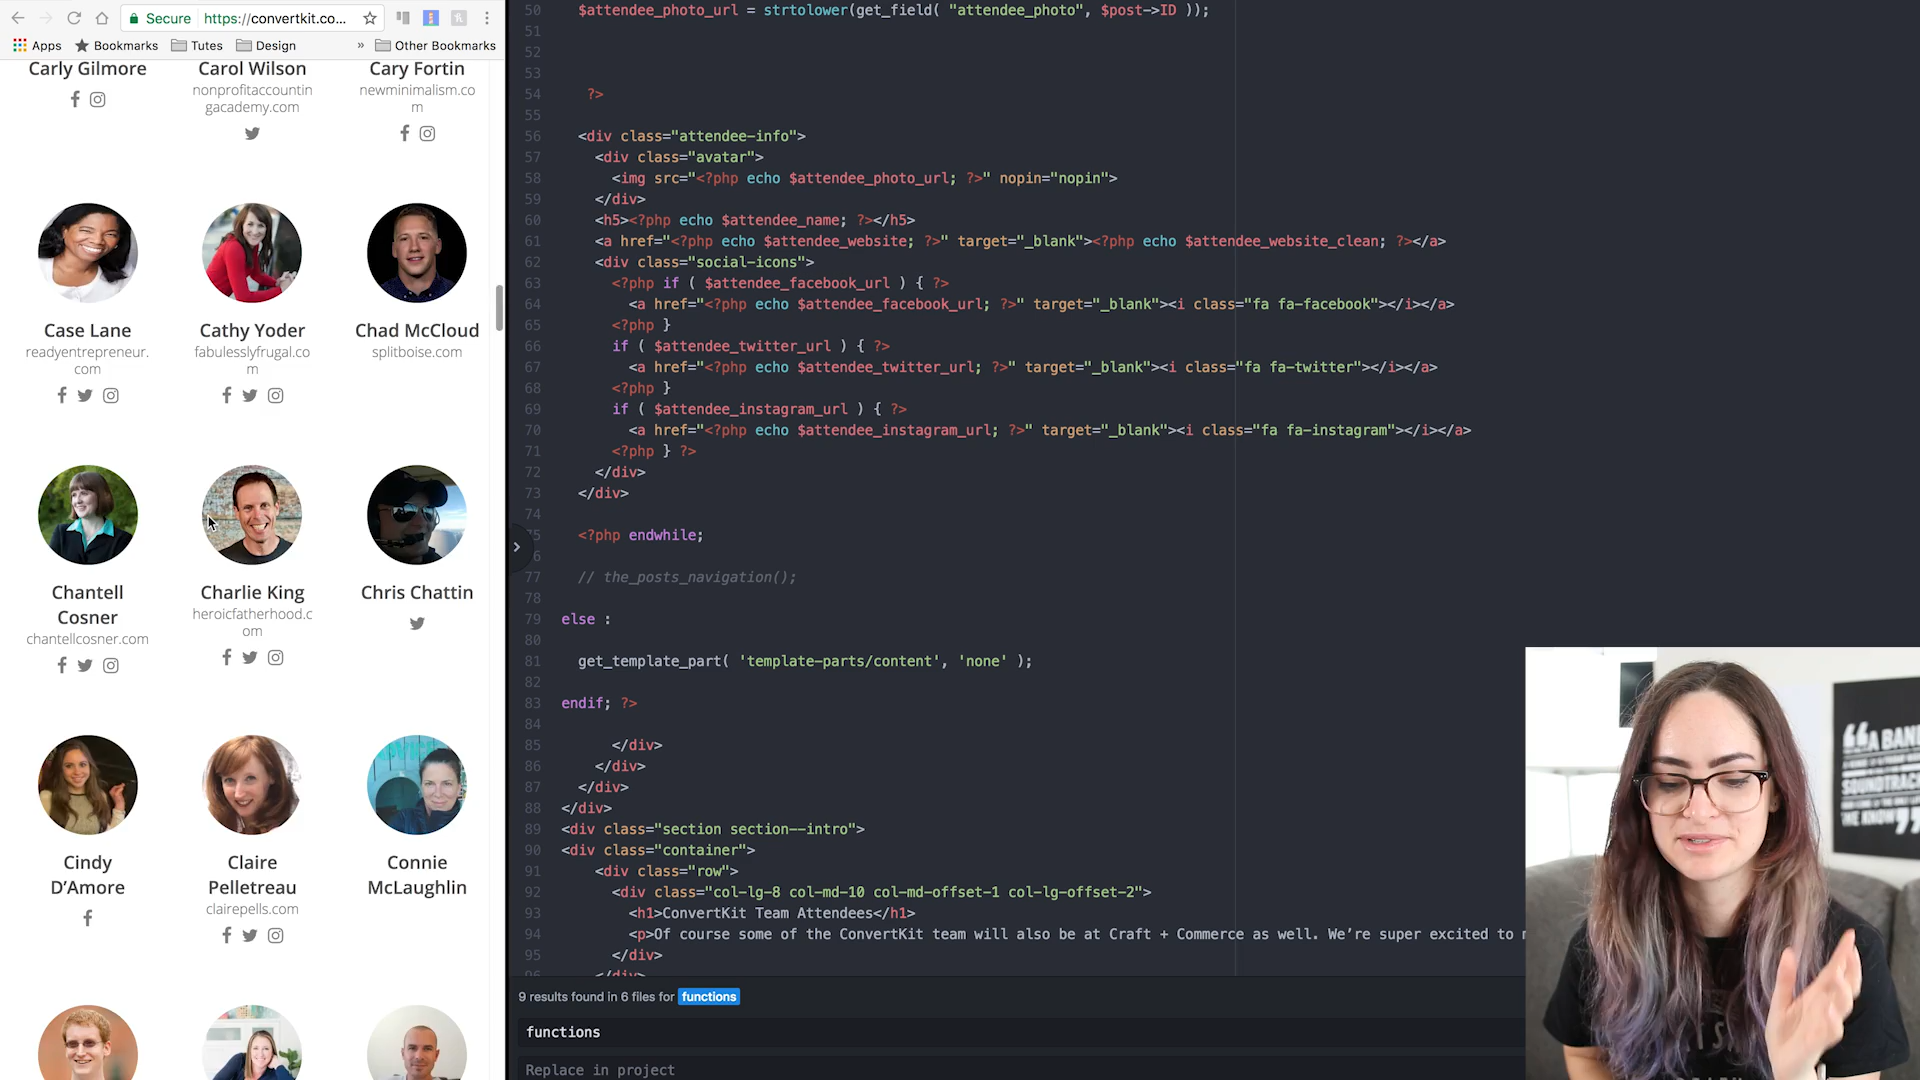 Secure https://convertkit.co...
Apps Bookmarks Tutes Design » Other Bookmarks
Carly Gilmore
Carol Wilson
nonprofitaccountin
gacademy.com
Cary Fortin
newminimalism.co
m
Case Lane
readyentrepreneur.
com
Cathy Yoder
fabulesslyfrugal.co
m
Chad McCloud
splitboise.com
Chantell
Cosner
chantellcosner.com
Charlie King
heroicfatherhood.c
om
Chris Chattin
Cindy
D’Amore
Claire
Pelletreau
clairepells.com
Connie
McLaughlin
50 $attendee_photo_url = strtolower(get_field( "attendee_photo", $post->ID ));
51
52
53
54 ?>
55
56 <div class="attendee-info">
57 <div class="avatar">
58 <img src="<?php echo $attendee_photo_url; ?>" nopin="nopin">
59 </div>
60 <h5><?php echo $attendee_name; ?></h5>
61 <a href="<?php echo $attendee_website; ?>" target="_blank"><?php echo $attendee_website_clean; ?></a>
62 <div class="social-icons">
63 <?php if ( $attendee_facebook_url ) { ?>
64 <a href="<?php echo $attendee_facebook_url; ?>" target="_blank"><i class="fa fa-facebook"></i></a>
65 <?php }
66 if ( $attendee_twitter_url ) { ?>
67 <a href="<?php echo $attendee_twitter_url; ?>" target="_blank"><i class="fa fa-twitter"></i></a>
68 <?php }
69 if ( $attendee_instagram_url ) { ?>
70 <a href="<?php echo $attendee_instagram_url; ?>" target="_blank"><i class="fa fa-instagram"></i></a>
71 <?php } ?>
72 </div>
73 </div>
74
75 <?php endwhile;
6
77 // the_posts_navigation();
78
79 else :
80
81 get_template_part( 'template-parts/content', 'none' );
82
83 endif; ?>
84
85 </div>
86 </div>
87 </div>
88 </div>
89 <div class="section section--intro">
90 <div class="container">
91 <div class="row">
92 <div class="col-lg-8 col-md-10 col-md-offset-1 col-lg-offset-2">
93 <h1>ConvertKit Team Attendees</h1>
94 <p>Of course some of the ConvertKit team will also be at Craft + Commerce as well. We’re super excited to
95 </div>
96 </div>
9 results found in 6 files for functions
functions
Replace in project
“A BAN
SOUNDTRAC